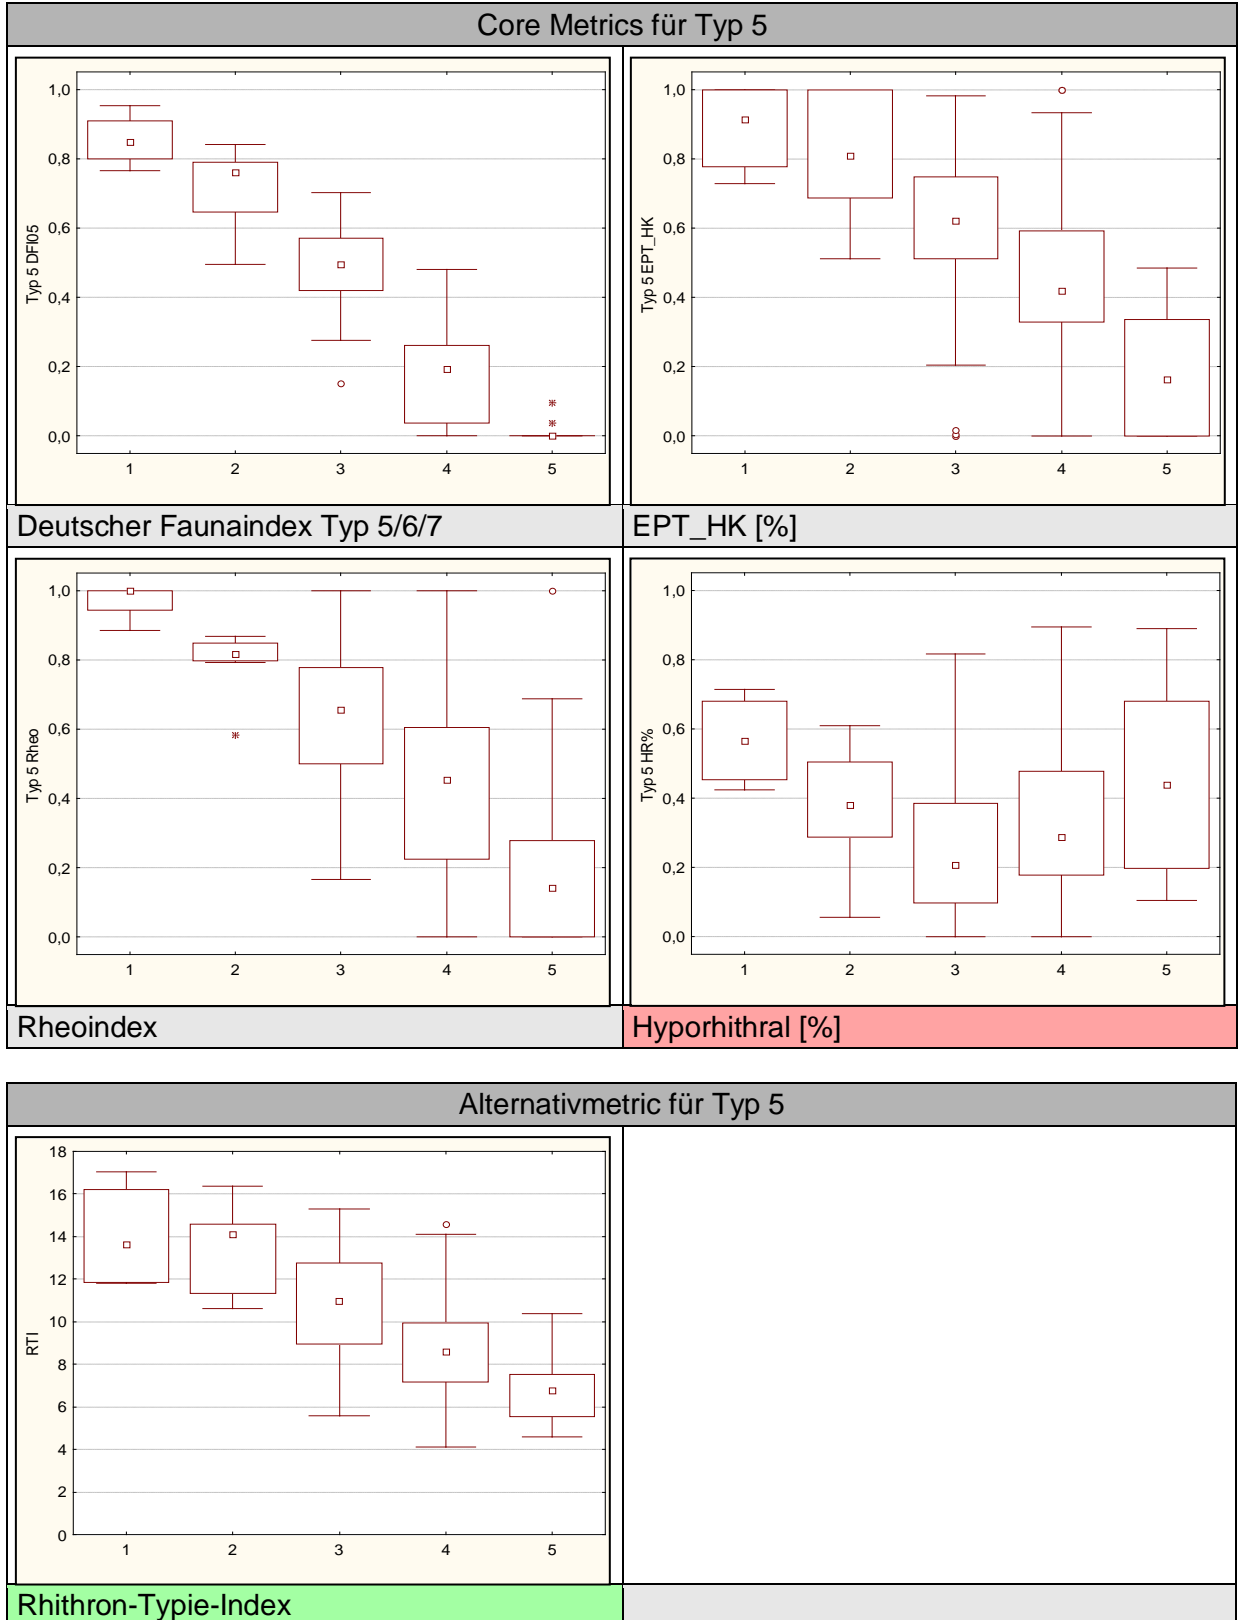 Core Metrics für Typ 5
Typ 5 DFI05
1,0
0,8
0,6
0,4
0,2
0,0
1 2 3 4 5
Typ 5 EPT_HK
1,0
0,8
0,6
0,4
0,2
0,0
1 2 3 4 5
Deutscher Faunaindex Typ 5/6/7
EPT_HK [%]
Typ 5 Rheo
1,0
0,8
0,6
0,4
0,2
0,0
1 2 3 4 5
Typ 5 HR%
1,0
0,8
0,6
0,4
0,2
0,0
1 2 3 4 5
Rheoindex
Hyporhithral [%]
Alternativmetric für Typ 5
RTI
18
16
14
12
10
8
6
4
2
0
1 2 3 4 5
Rhithron-Typie-Index